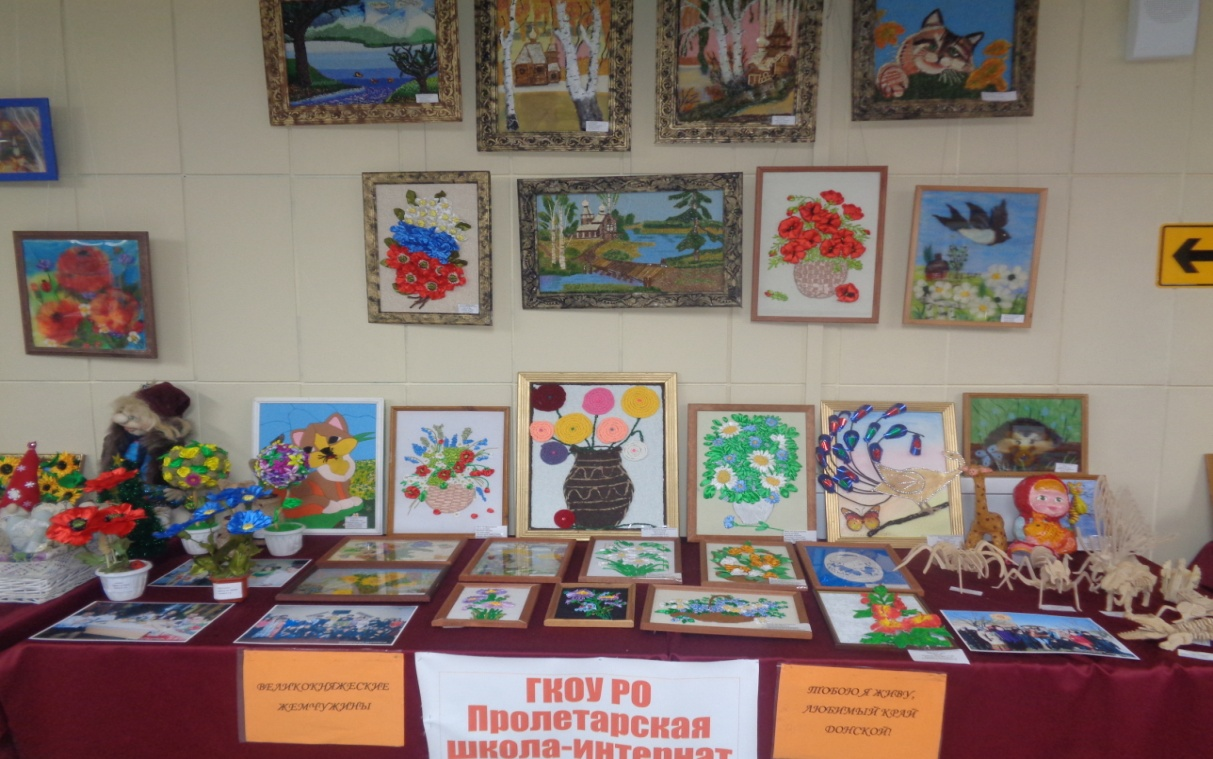 ВЕЛИКОКНЯЖЕСКИЕ
ЖЕМЧУЖИНЫ
ГКОУ РО
Пролетарская
школа-интернат
ТОБОЮ Я ЖИВУ,
ЛЮБИМЫЙ КРАЙ
ДОНСКОЙ!